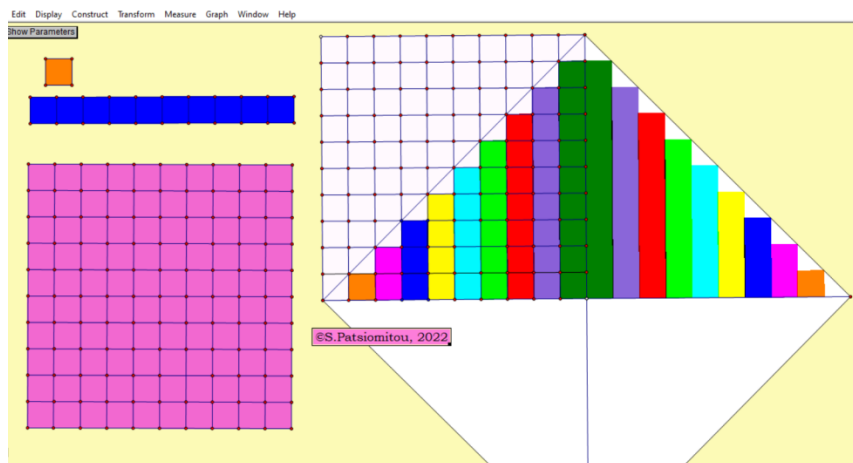 Edit Display Construct Transform Measure Graph Window Help
Show Parameters
©S.Patsiomitou, 2022